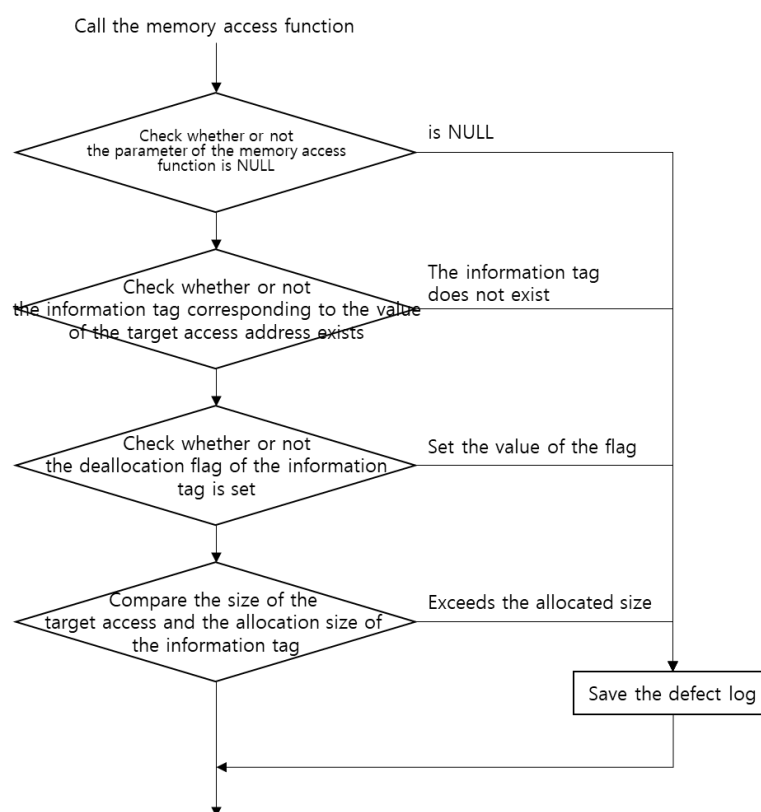 Call the memory access function
Check whether or not
the parameter of the memory access
function is NULL
is NULL
Check whether or not
the information tag corresponding to the value
of the target access address exists
The information tag
does not exist
Check whether or not
the deallocation flag of the information
tag is set
Set the value of the flag
Compare the size of the
target access and the allocation size of
the information tag
Exceeds the allocated size
Save the defect log